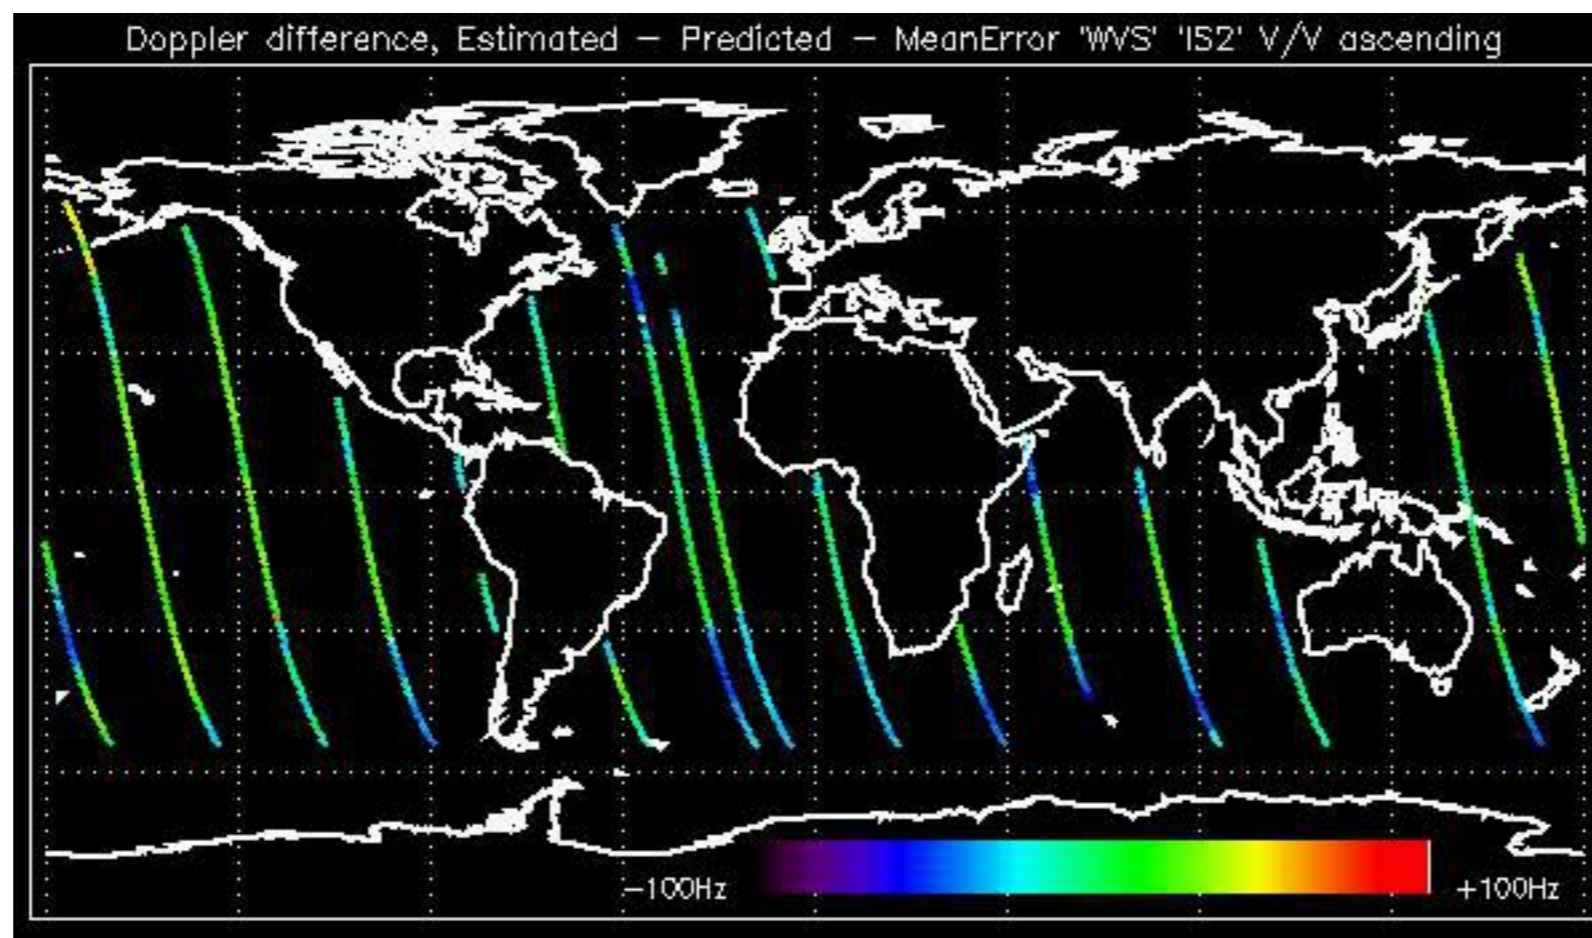 Doppler difference, Estimated – Predicted – MeanError 'WVS' 'IS2' V/V ascending
–100Hz
+100Hz